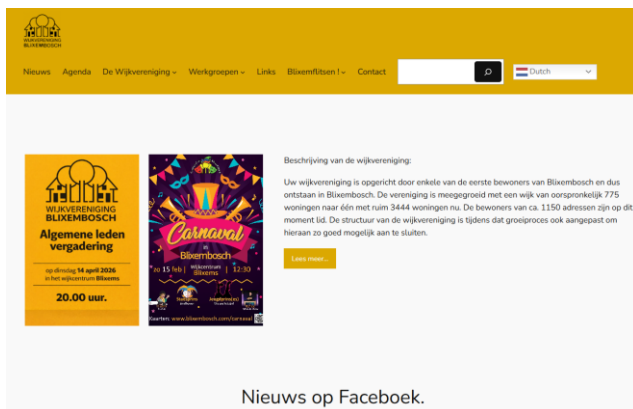 WIJKVERENIGING
BLIXEMBOSCH
Nieuws Agenda De Wijkvereniging Werkgroepen Links Blixemflitsen ! Contact Dutch
WIJKVERENIGING
BLIXEMBOSCH
Algemene leden
vergadering
op dinsdag 14 april 2026
in het wijkcentrum Blixems
20.00 uur.
Carnaval
in
Blixembosch
zo 15 feb | wijkcentrum Blixems | 12:30
Kaarten: www.blixembosch.com/carnaval
Beschrijving van de wijkvereniging:
Uw wijkvereniging is opgericht door enkele van de eerste bewoners van Blixembosch en dus
ontstaan in Blixembosch. De vereniging is meegegroeid met een wijk van oorspronkelijk 775
woningen naar één met ruim 3444 woningen nu. De bewoners van ca. 1150 adressen zijn op dit
moment lid. De structuur van de wijkvereniging is tijdens dat groeiproces ook aangepast om
hieraan zo goed mogelijk aan te sluiten.
Lees meer..
Nieuws op Faceboek.